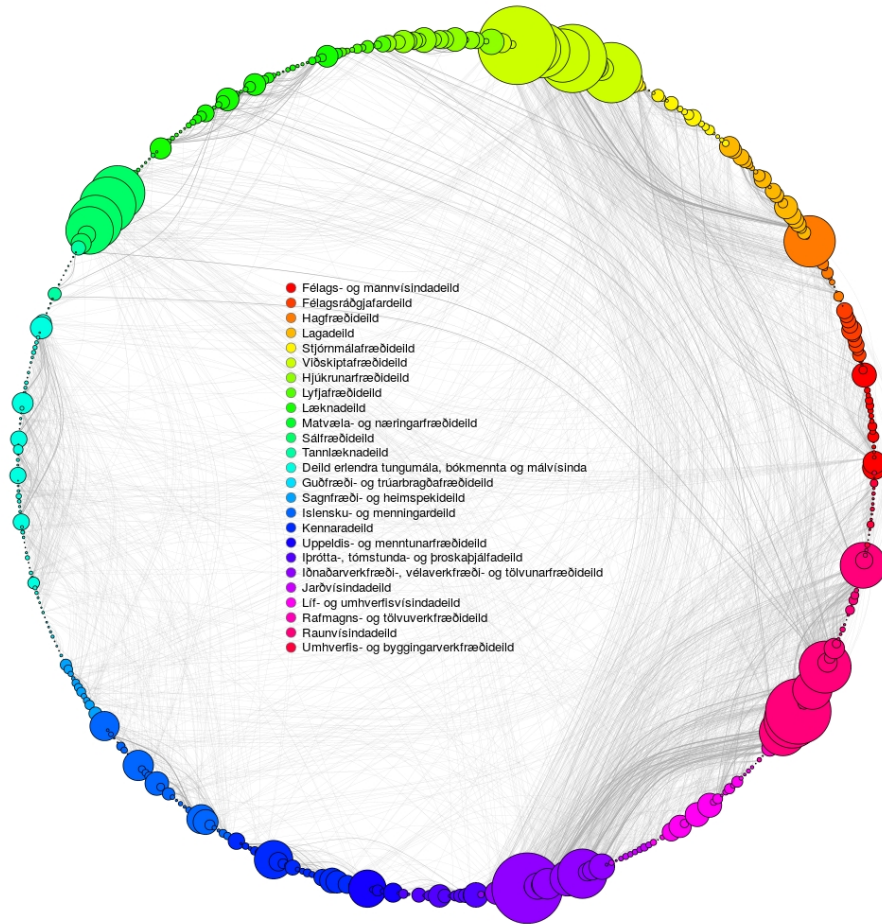 Félags- og mannvísindadeild
Félagsráðgjafardeild
Hagfræðideild
Lagadeild
Stjórnmálafræðideild
Viðskiptafræðideild
Hjúkrunarfræðideild
Lyfjafræðideild
Læknadeild
Matvæla- og næringarfræðideild
Sálfræðideild
Tannlæknadeild
Deild erlendra tungumála, bókmennta og málvísinda
Guðfræði- og trúarbragðafræðideild
Sagnfræði- og heimspekideild
Íslensku- og menningardeild
Kennaradeild
Uppeldis- og menntunarfræðideild
Íþrótta-, tómstunda- og þroskaþjálfadeild
Iðnaðarverkfræði-, vélaverkfræði- og tölvunarfræðideild
Jarðvísindadeild
Líf- og umhverfisvísindadeild
Rafmagns- og tölvuverkfræðideild
Raunvísindadeild
Umhverfis- og byggingarverkfræðideild